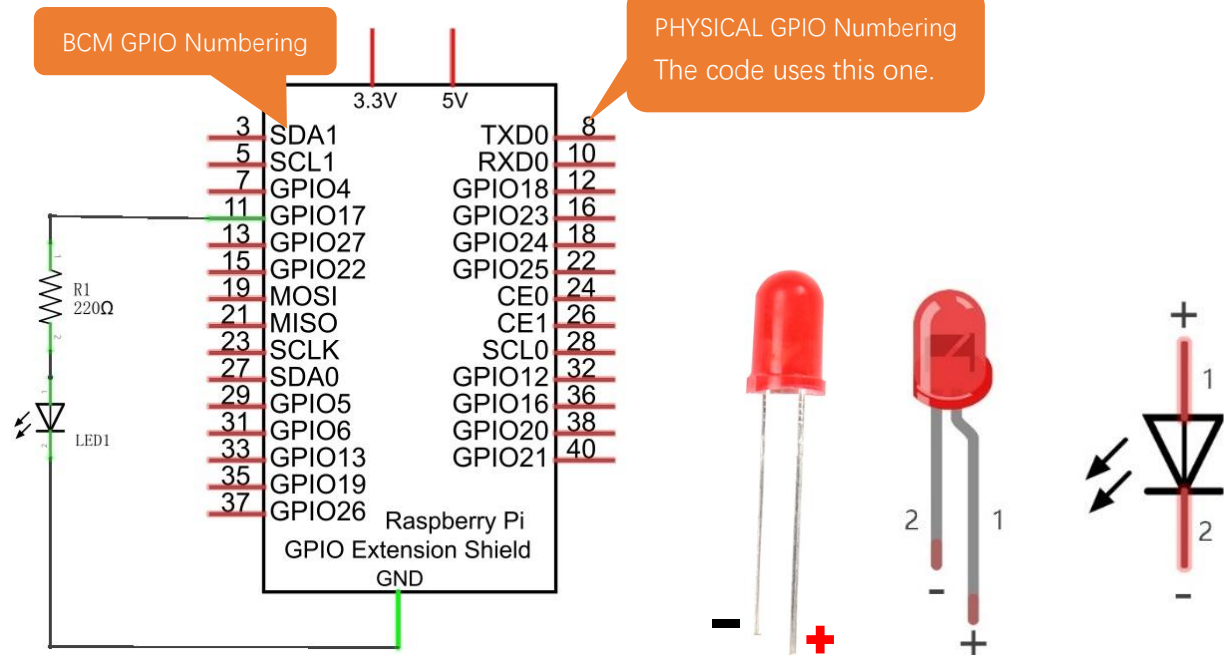 BCM GPIO Numbering
PHYSICAL GPIO Numbering
The code uses this one.
3.3V 5V
3 SDA1 TXD0 8
5 SCL1 RXD0 10
7 GPIO4 GPIO18 12
11 GPIO17 GPIO23 16
13 GPIO27 GPIO24 18
15 GPIO22 GPIO25 22
19 MOSI CE0 24
21 MISO CE1 26
23 SCLK SCL0 28
27 SDA0 GPIO12 32
29 GPIO5 GPIO16 36
31 GPIO6 GPIO20 38
33 GPIO13 GPIO21 40
35 GPIO19
37 GPIO26
Raspberry Pi
GPIO Extension Shield
GND
1
R1
220Ω
2
1
LED1
2
-
+
2 1
-
+
+
1
2
-